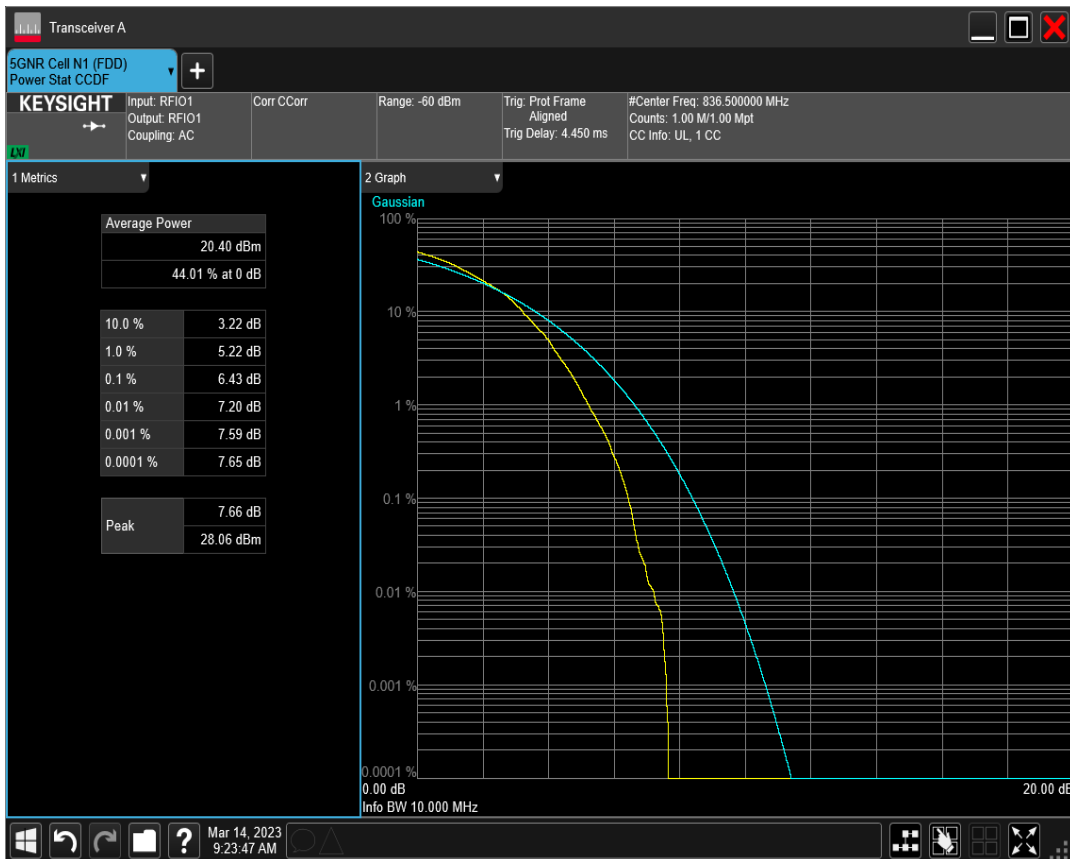 Transceiver A
5GNR Cell N1 (FDD)
Power Stat CCDF
KEYSIGHT
LXI
Input: RFIO1
Output: RFIO1
Coupling: AC
Corr CCorr
Range: -60 dBm
Trig: Prot Frame
Aligned
Trig Delay: 4.450 ms
#Center Freq: 836.500000 MHz
Counts: 1.00 M/1.00 Mpt
CC Info: UL, 1 CC
1 Metrics
Average Power
20.40 dBm
44.01 % at 0 dB
10.0 % 3.22 dB
1.0 % 5.22 dB
0.1 % 6.43 dB
0.01 % 7.20 dB
0.001 % 7.59 dB
0.0001 % 7.65 dB
Peak 7.66 dB
28.06 dBm
2 Graph
Gaussian
100 %
10 %
1 %
0.1 %
0.01 %
0.001 %
0.0001 %
0.00 dB 20.00 dB
Info BW 10.000 MHz
? Mar 14, 2023
9:23:47 AM